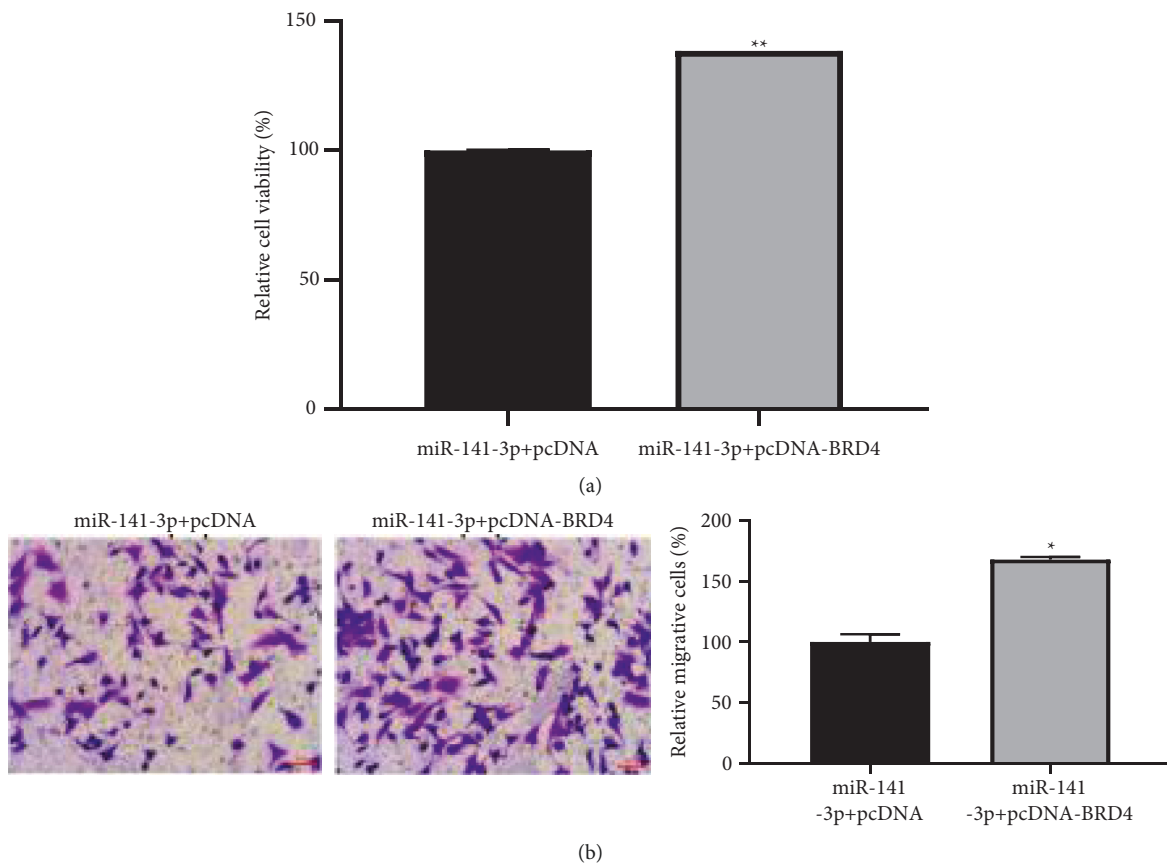 150
**
100
50
0
Relative cell viability (%)
miR-141-3p+pcDNA
miR-141-3p+pcDNA-BRD4
(a)
miR-141-3p+pcDNA
miR-141-3p+pcDNA-BRD4
200
*
150
100
50
0
Relative migrative cells (%)
miR-141
-3p+pcDNA
miR-141
-3p+pcDNA-BRD4
(b)